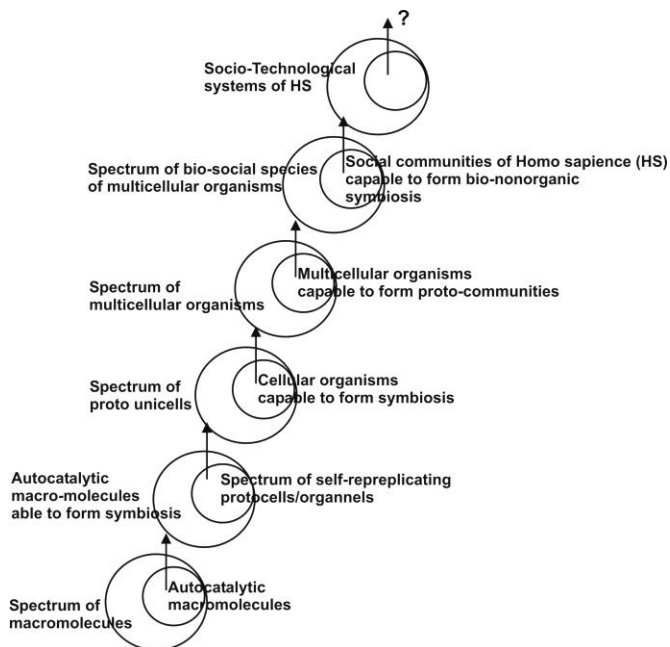 ?
Socio-Technological
systems of HS
Spectrum of bio-social species
of multicellular organisms
Social communities of Homo sapience (HS)
capable to form bio-nonorganic
symbiosis
Spectrum of
multicellular organisms
Multicellular organisms
capable to form proto-communities
Spectrum of
proto unicells
Cellular organisms
capable to form symbiosis
Autocatalytic
macro-molecules
able to form symbiosis
Spectrum of self-repreplicating
protocells/organnels
Spectrum of
macromolecules
Autocatalytic
macromolecules